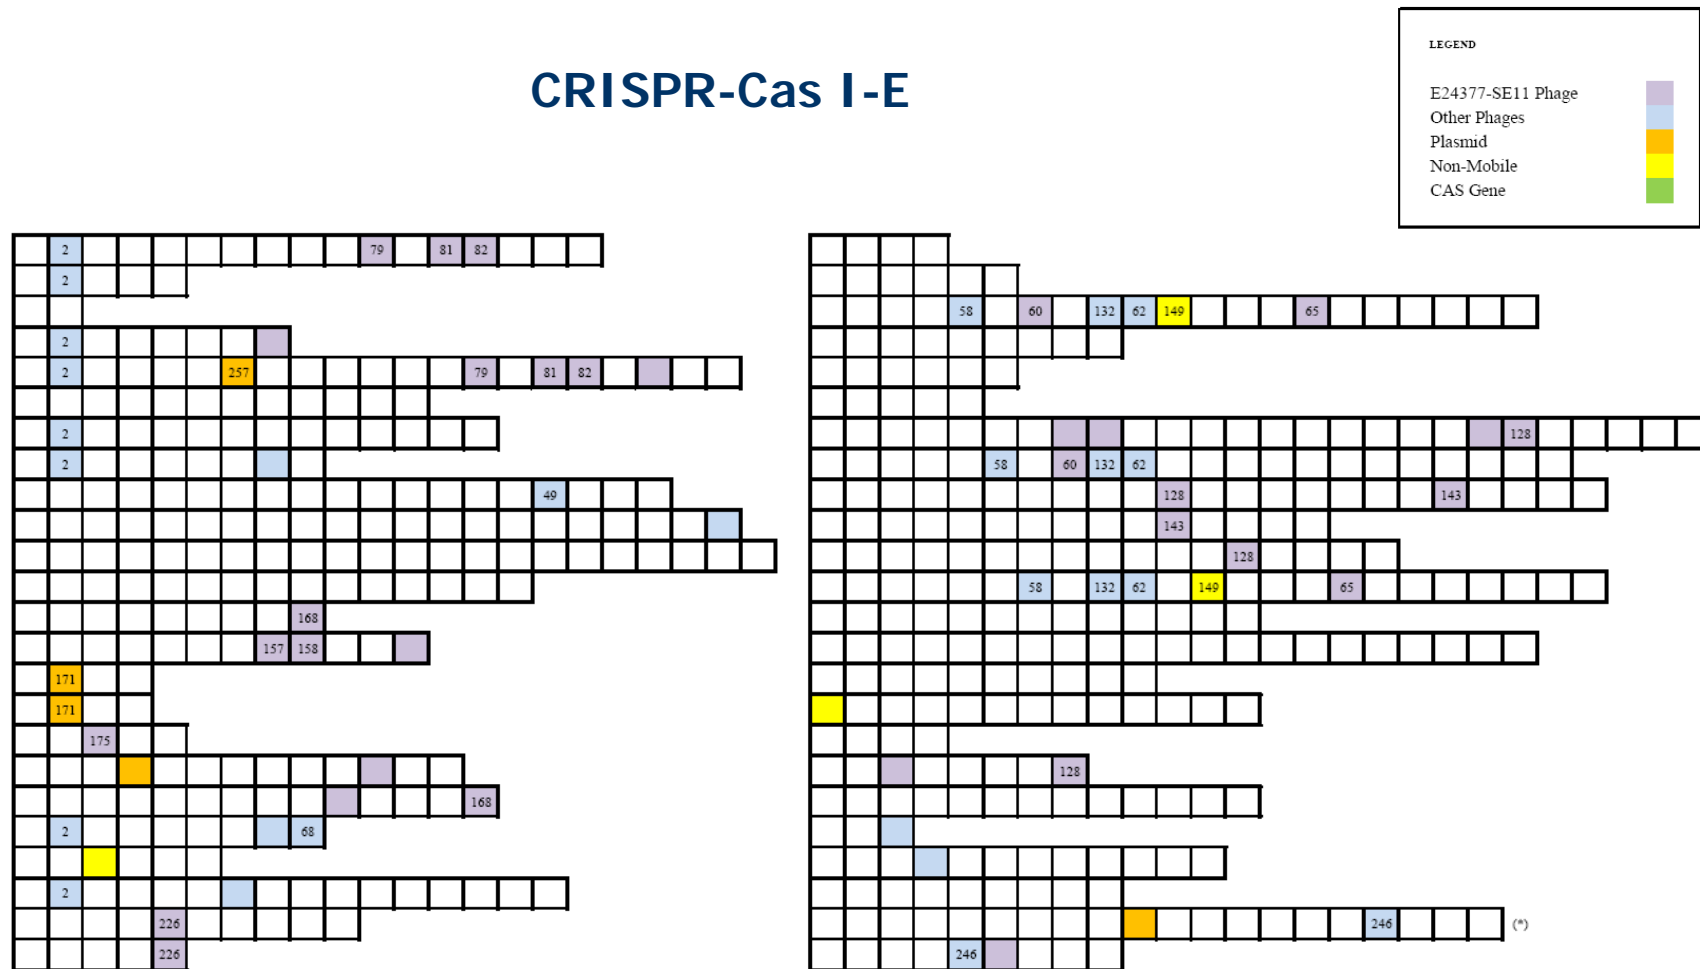 CRISPR-Cas I-E
LEGEND
E24377-SE11 Phage
Other Phages
Plasmid
Non-Mobile
CAS Gene
2 79 81 82
2
2
2 257 79 81 82
2
2
49
168
157 158
171
171
175
168
2 68
2
226
226
58 60 132 62 149 65
128
58 60 132 62
128 143
143
128
58 132 62 149 65
128
246 (*)
246